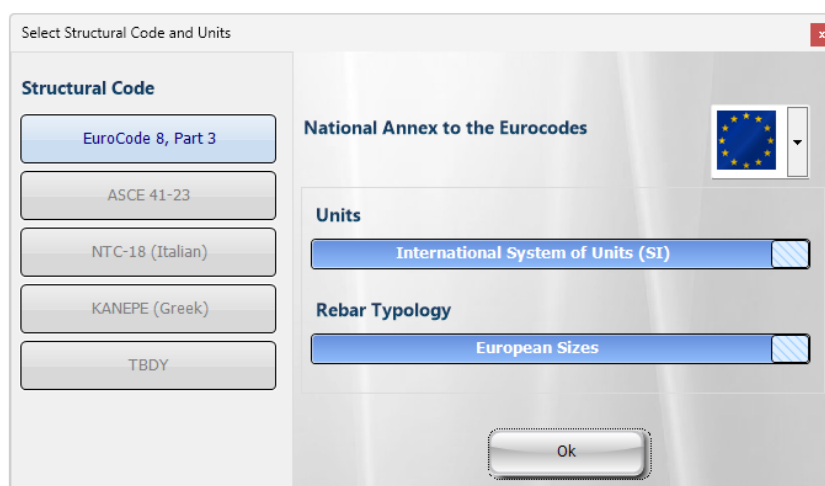 Select Structural Code and Units
x
Structural Code
EuroCode 8, Part 3
ASCE 41-23
NTC-18 (Italian)
KANEPE (Greek)
TBDY
National Annex to the Eurocodes
Units
International System of Units (SI)
Rebar Typology
European Sizes
Ok